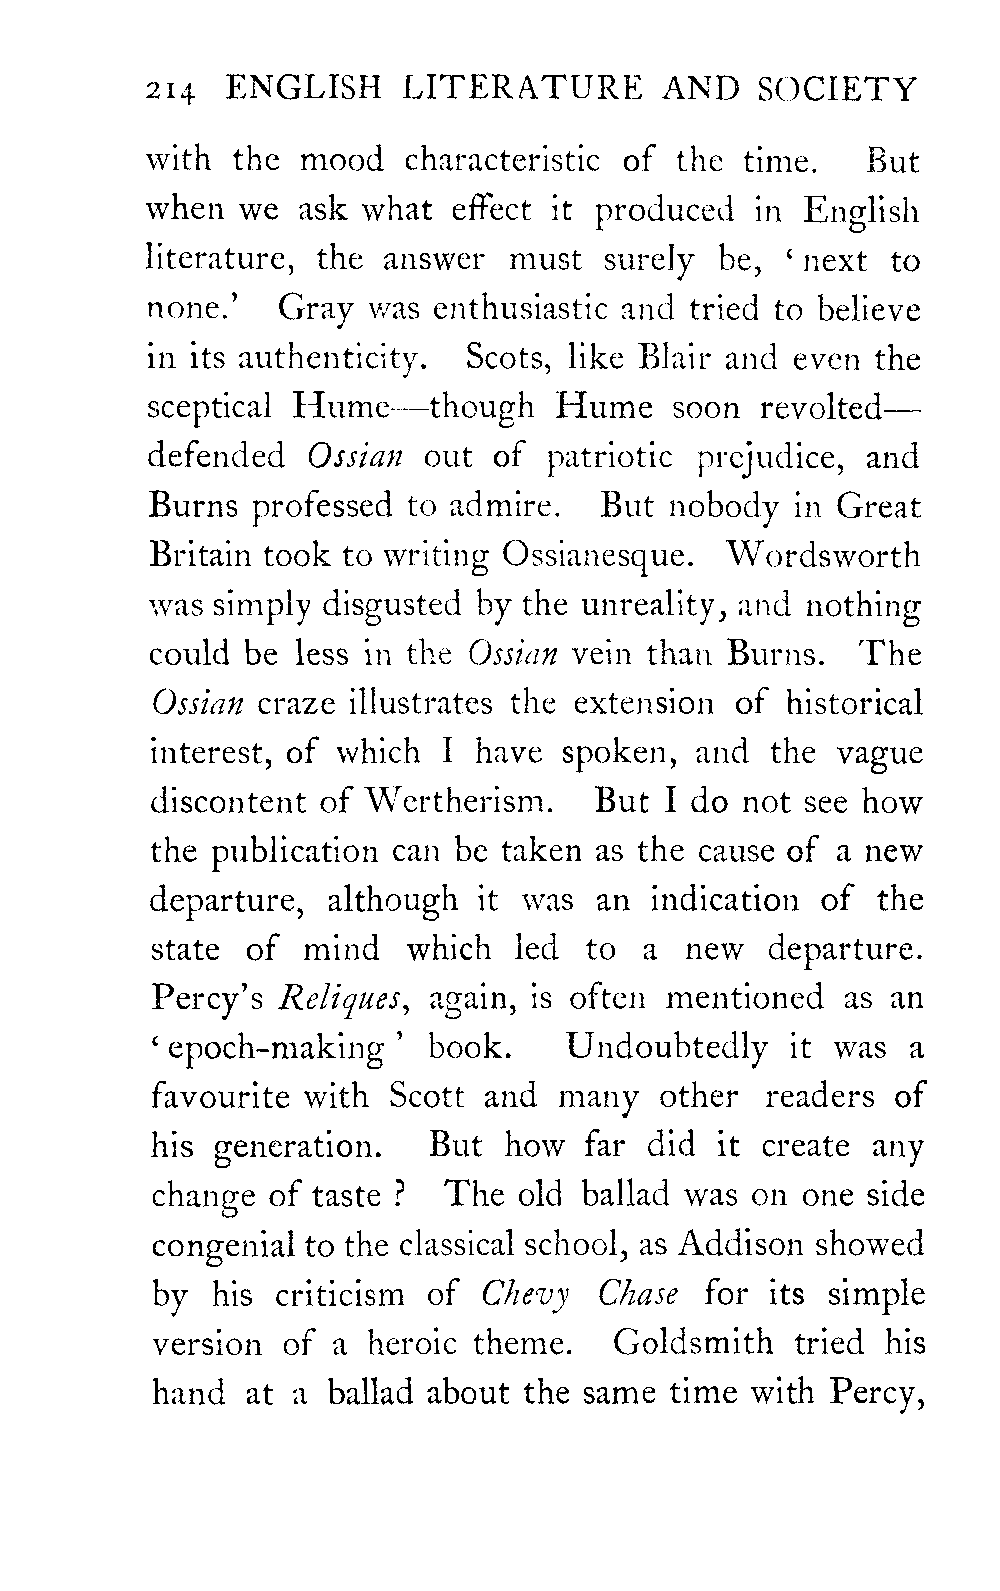 214 ENGLISH LITERATURE AND SOCIETY
with the mood characteristic of the time. But
when we ask what effect it produced in English
literature, the answer must surely be, ‘ next to
none.’ Gray was enthusiastic and tried to believe
in its authenticity. Scots, like Blair and even the
sceptical Hume—though Hume soon revolted—
defended Ossian out of patriotic prejudice, and
Burns professed to admire. But nobody in Great
Britain took to writing Ossianesque. Wordsworth
was simply disgusted by the unreality, and nothing
could be less in the Ossian vein than Burns. The
Ossian craze illustrates the extension of historical
interest, of which I have spoken, and the vague
discontent of Wertherism. But I do not see how
the publication can be taken as the cause of a new
departure, although it was an indication of the
state of mind which led to a new departure.
Percy’s Reliques, again, is often mentioned as an
‘ epoch-making ’ book. Undoubtedly it was a
favourite with Scott and many other readers of
his generation. But how far did it create any
change of taste ? The old ballad was on one side
congenial to the classical school, as Addison showed
by his criticism of Chevy Chase for its simple
version of a heroic theme. Goldsmith tried his
hand at a ballad about the same time with Percy,